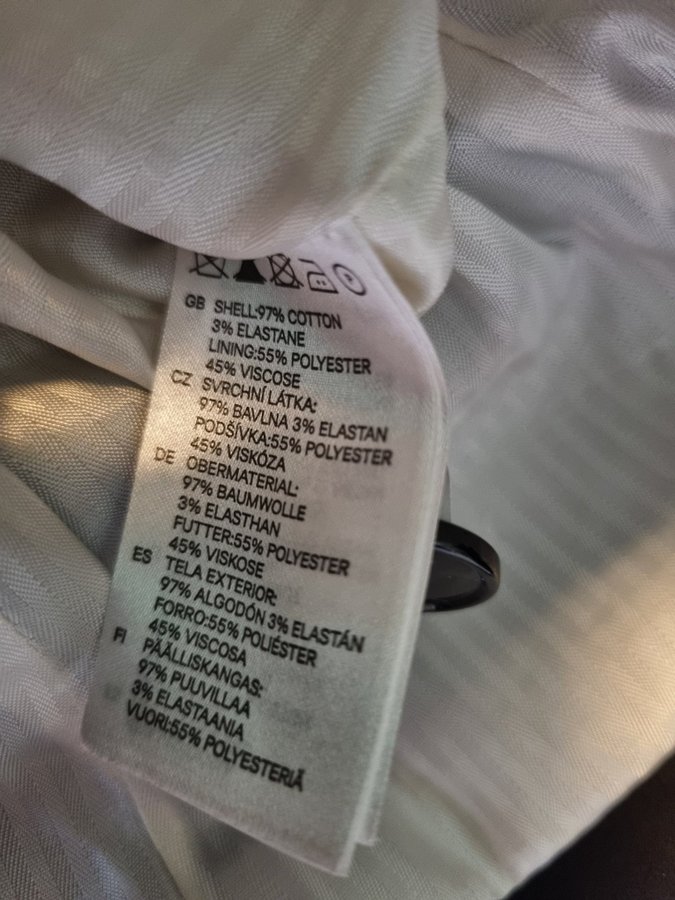 GB SHELL:97% COTTON
3% ELASTANE
LINING:55% POLYESTER
45% VISCOSE
CZ SVRCHNÍ LÁTKA:
97% BAVLNA 3% ELASTAN
PODŠÍVKA:55% POLYESTER
45% VISKÓZA
DE OBERMATERIAL:
97% BAUMWOLLE
3% ELASTHAN
FUTTER:55% POLYESTER
45% VISKOSE
ES TELA EXTERIOR:
97% ALGODÓN 3% ELASTÁN
FORRO:55% POLIÉSTER
45% VISCOSA
FI PÄÄLLISKANGAS:
97% PUUVILLAA
3% ELASTAANIA
VUORI:55% POLYESTERIÄ